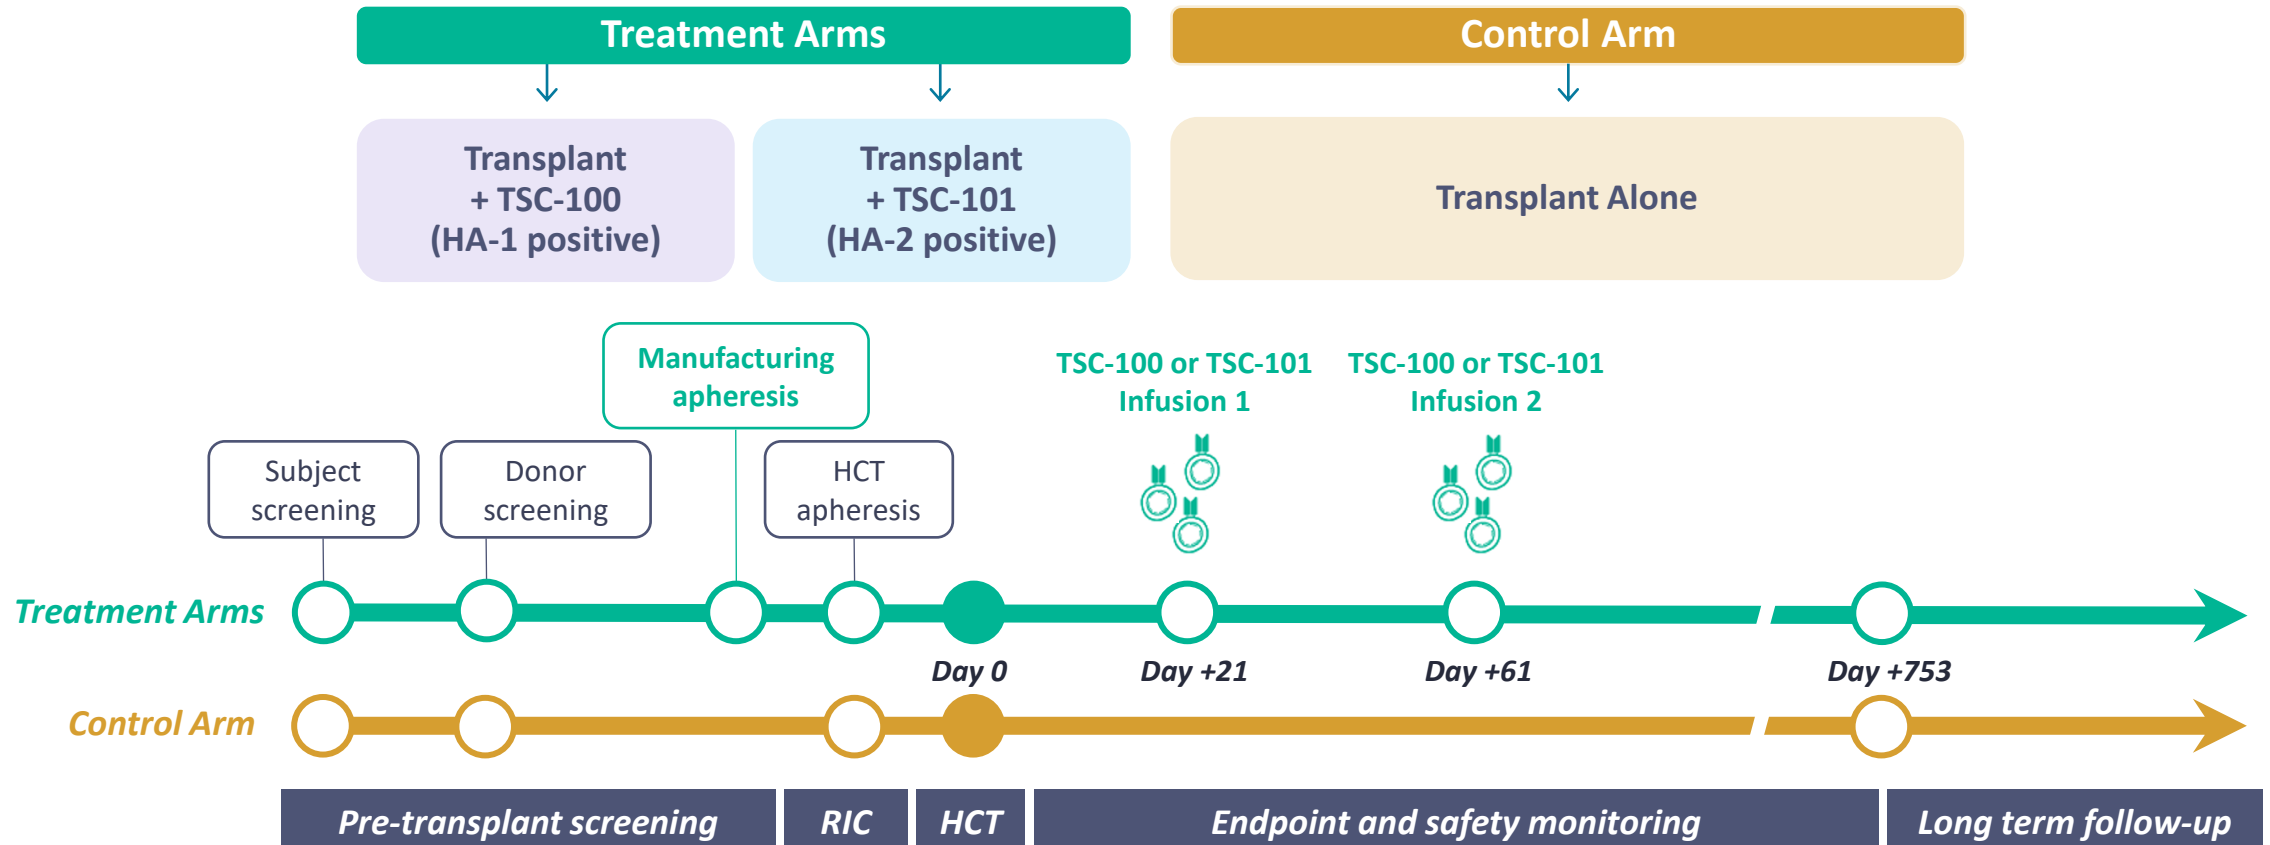 Treatment Arms
Control Arm
Transplant
+ TSC-100
(HA-1 positive)
Transplant
+ TSC-101
(HA-2 positive)
Transplant Alone
Manufacturing
apheresis
TSC-100 or TSC-101
Infusion 1
TSC-100 or TSC-101
Infusion 2
Subject
screening
Donor
screening
HCT
apheresis
Treatment Arms
Day 0
Day +21
Day +61
Day +753
Control Arm
Pre-transplant screening
RIC
HCT
Endpoint and safety monitoring
Long term follow-up